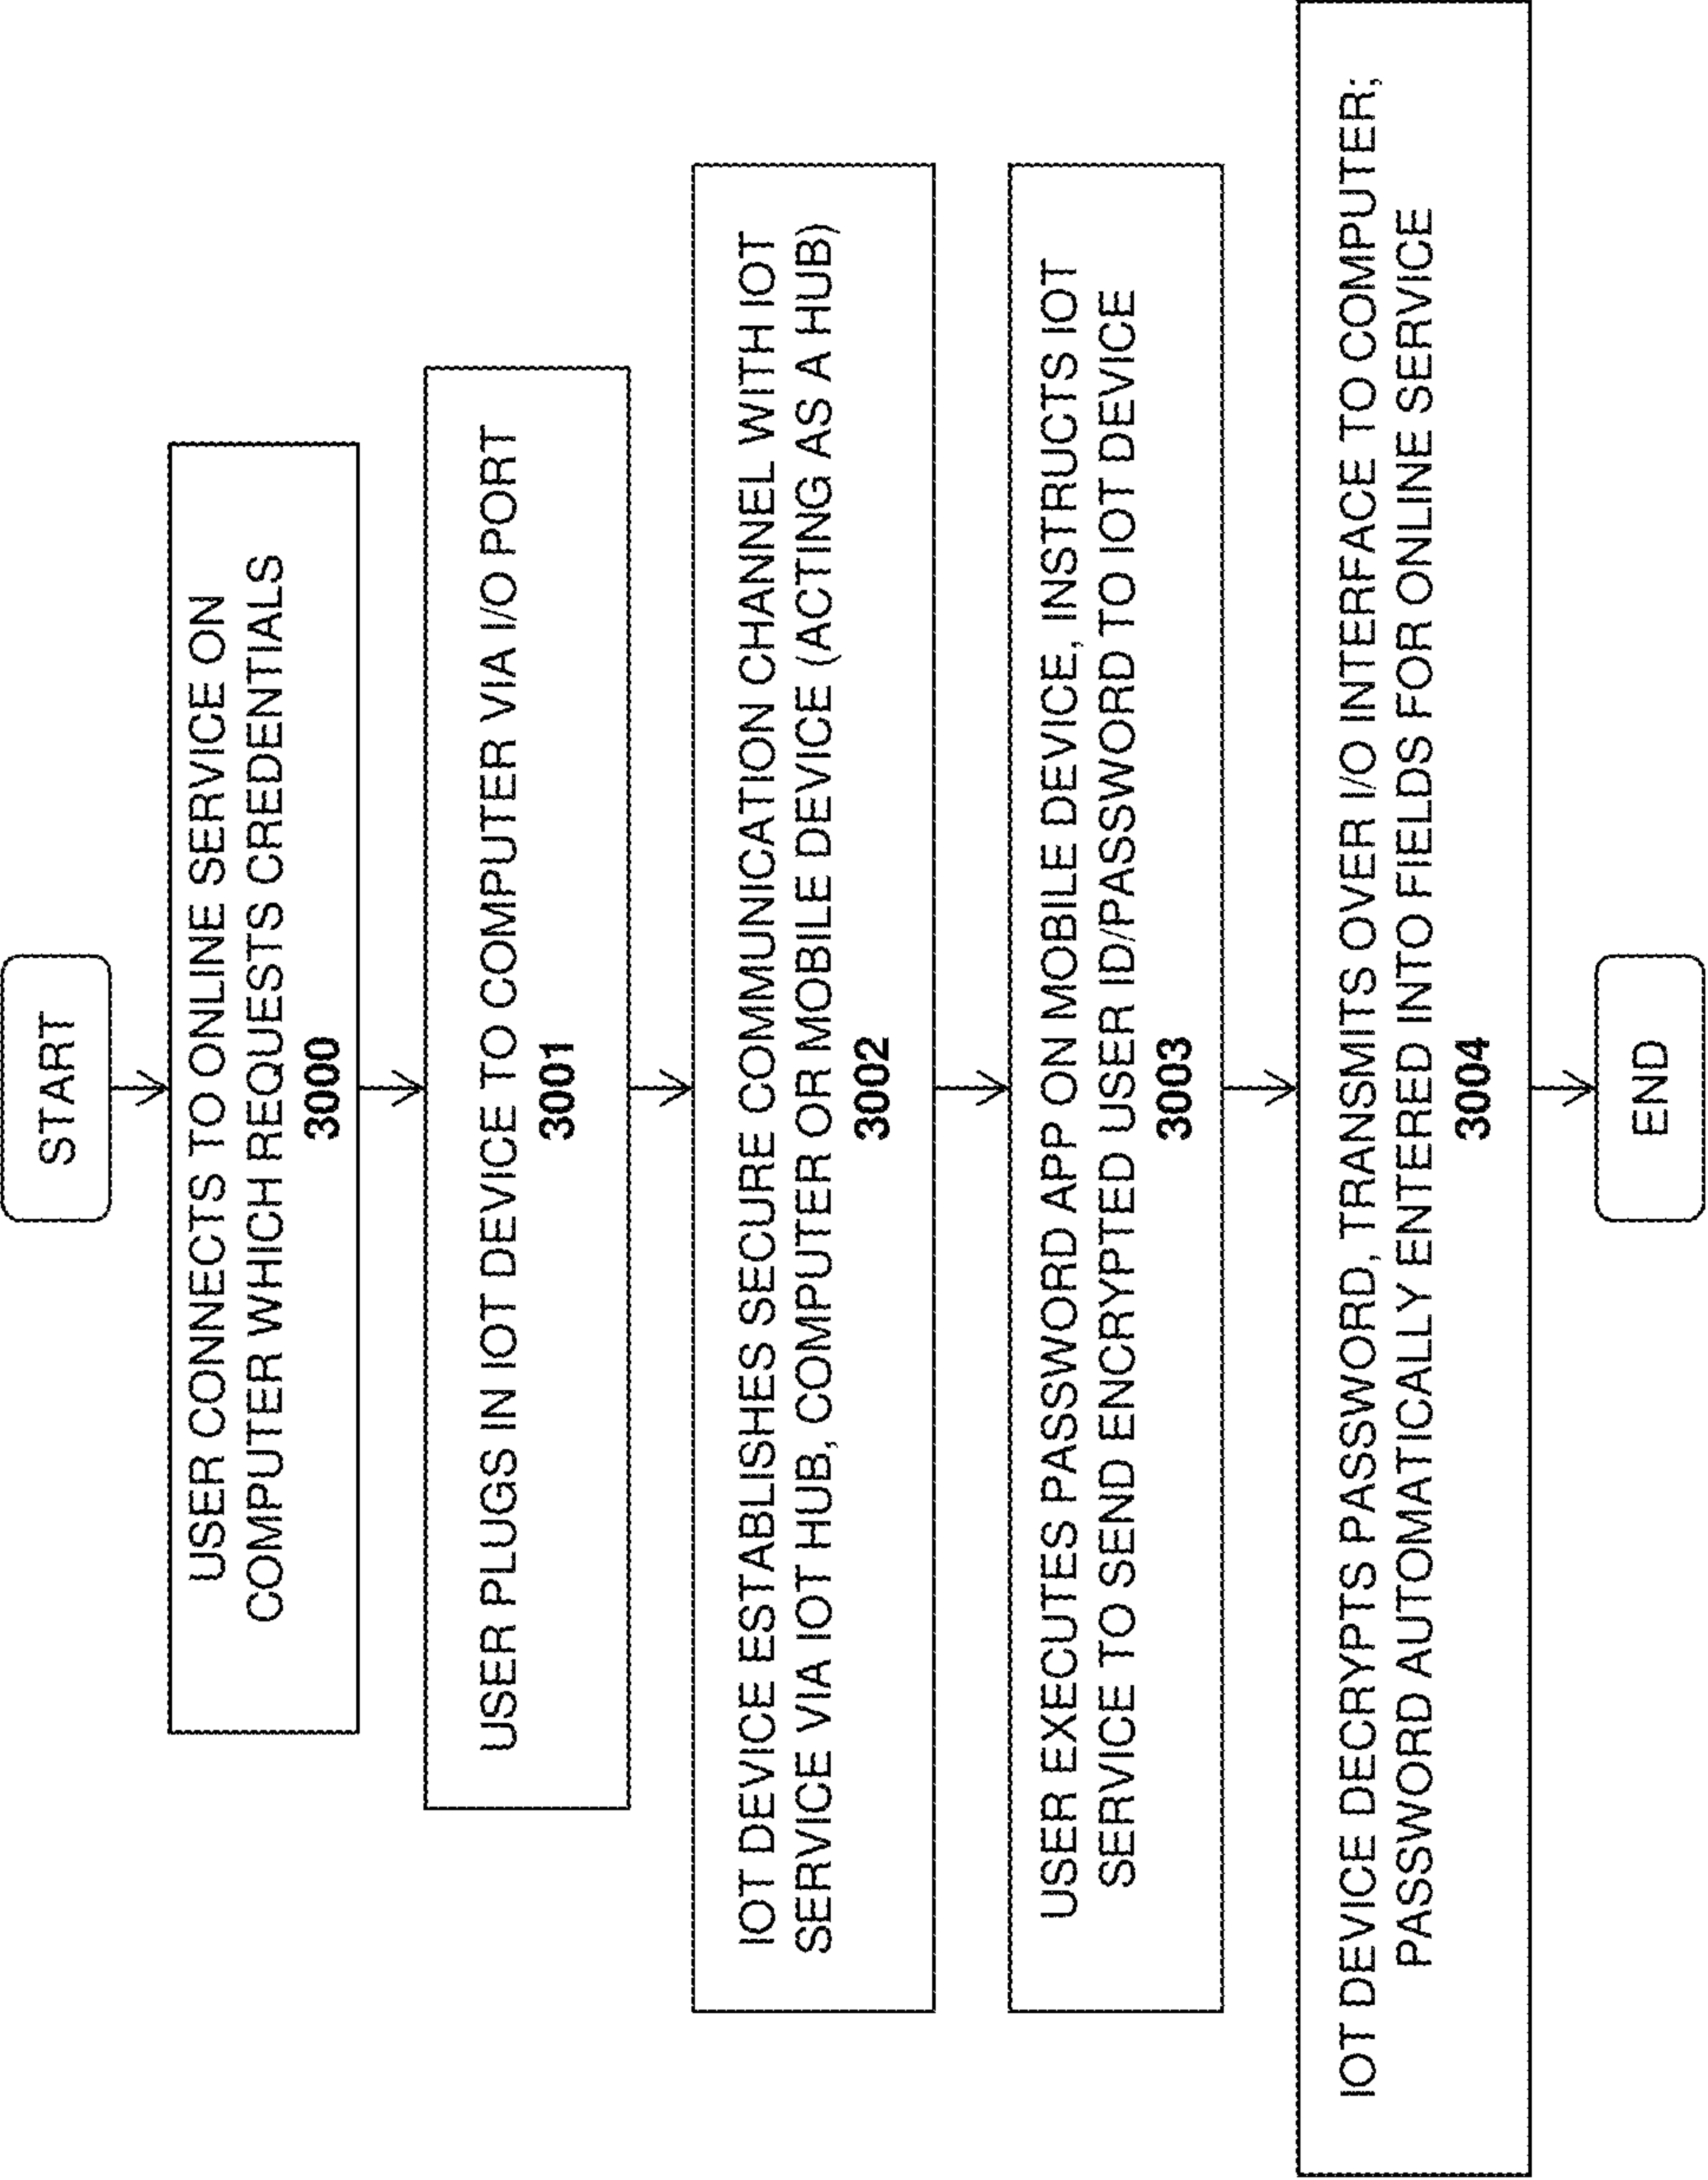 START
USER CONNECTS TO ONLINE SERVICE ON
COMPUTER WHICH REQUESTS CREDENTIALS
3000
USER PLUGS IN IOT DEVICE TO COMPUTER VIA I/O PORT
3001
IOT DEVICE ESTABLISHES SECURE COMMUNICATION CHANNEL WITH IOT
SERVICE VIA IOT HUB, COMPUTER OR MOBILE DEVICE (ACTING AS A HUB)
3002
USER EXECUTES PASSWORD APP ON MOBILE DEVICE, INSTRUCTS IOT
SERVICE TO SEND ENCRYPTED USER ID/PASSWORD TO IOT DEVICE
3003
IOT DEVICE DECRYPTS PASSWORD, TRANSMITS OVER I/O INTERFACE TO COMPUTER;
PASSWORD AUTOMATICALLY ENTERED INTO FIELDS FOR ONLINE SERVICE
3004
END